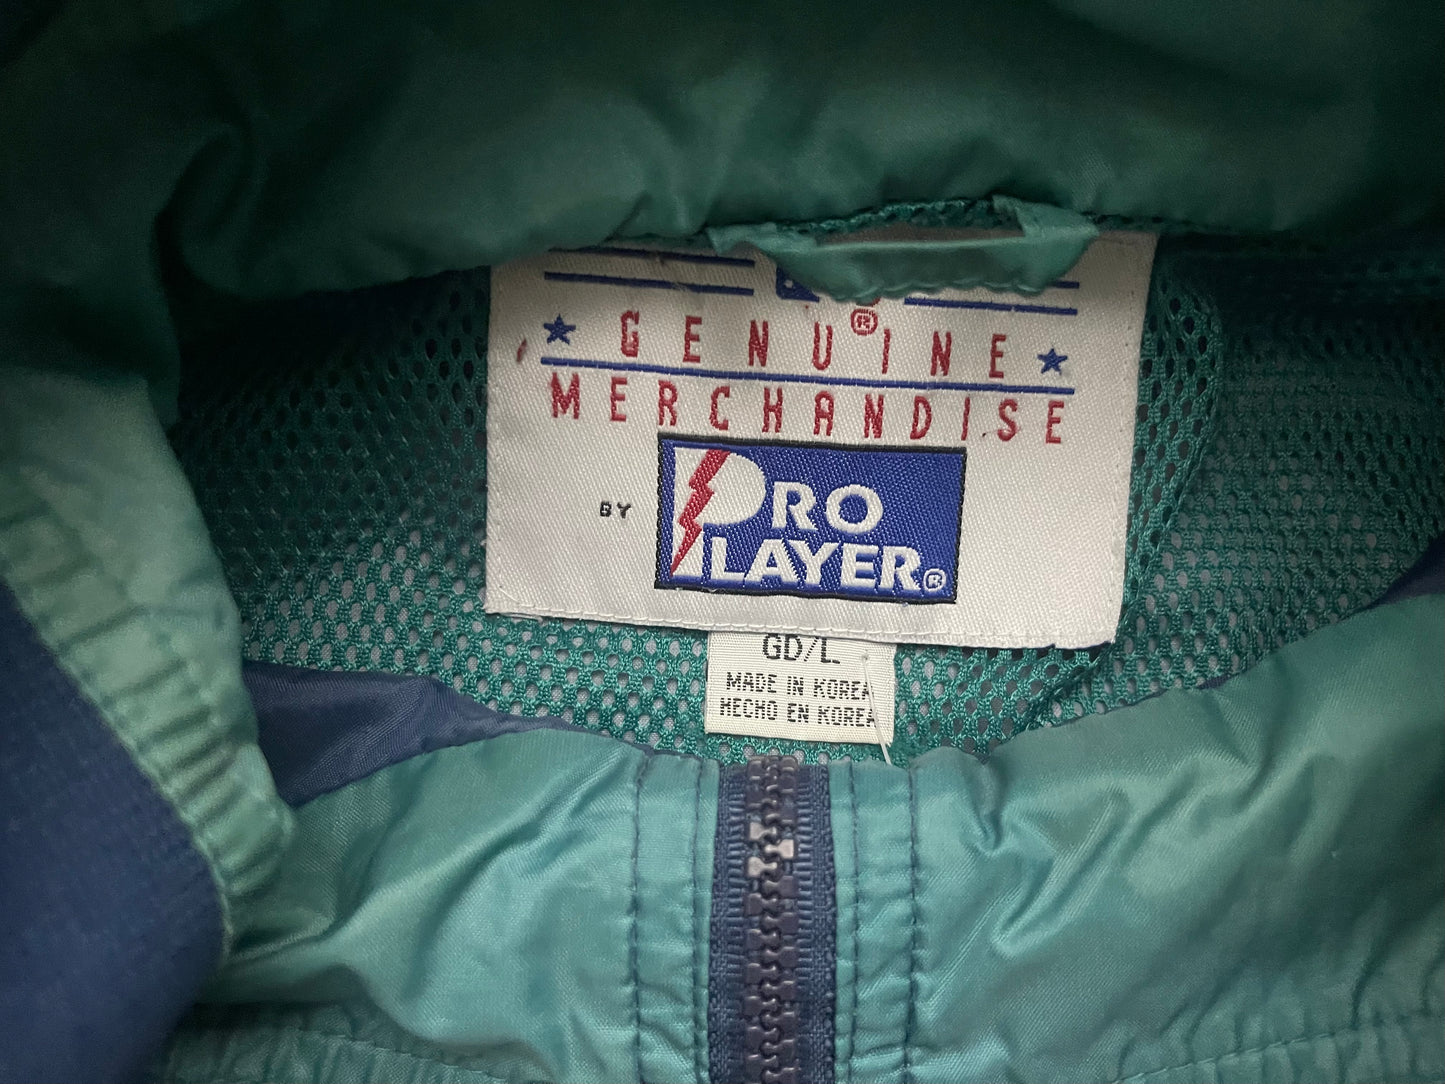 ★ GENUINE ★
®
MERCHANDISE
BY PRO
PLAYER®
GD/L
MADE IN KOREA
HECHO EN KOREA